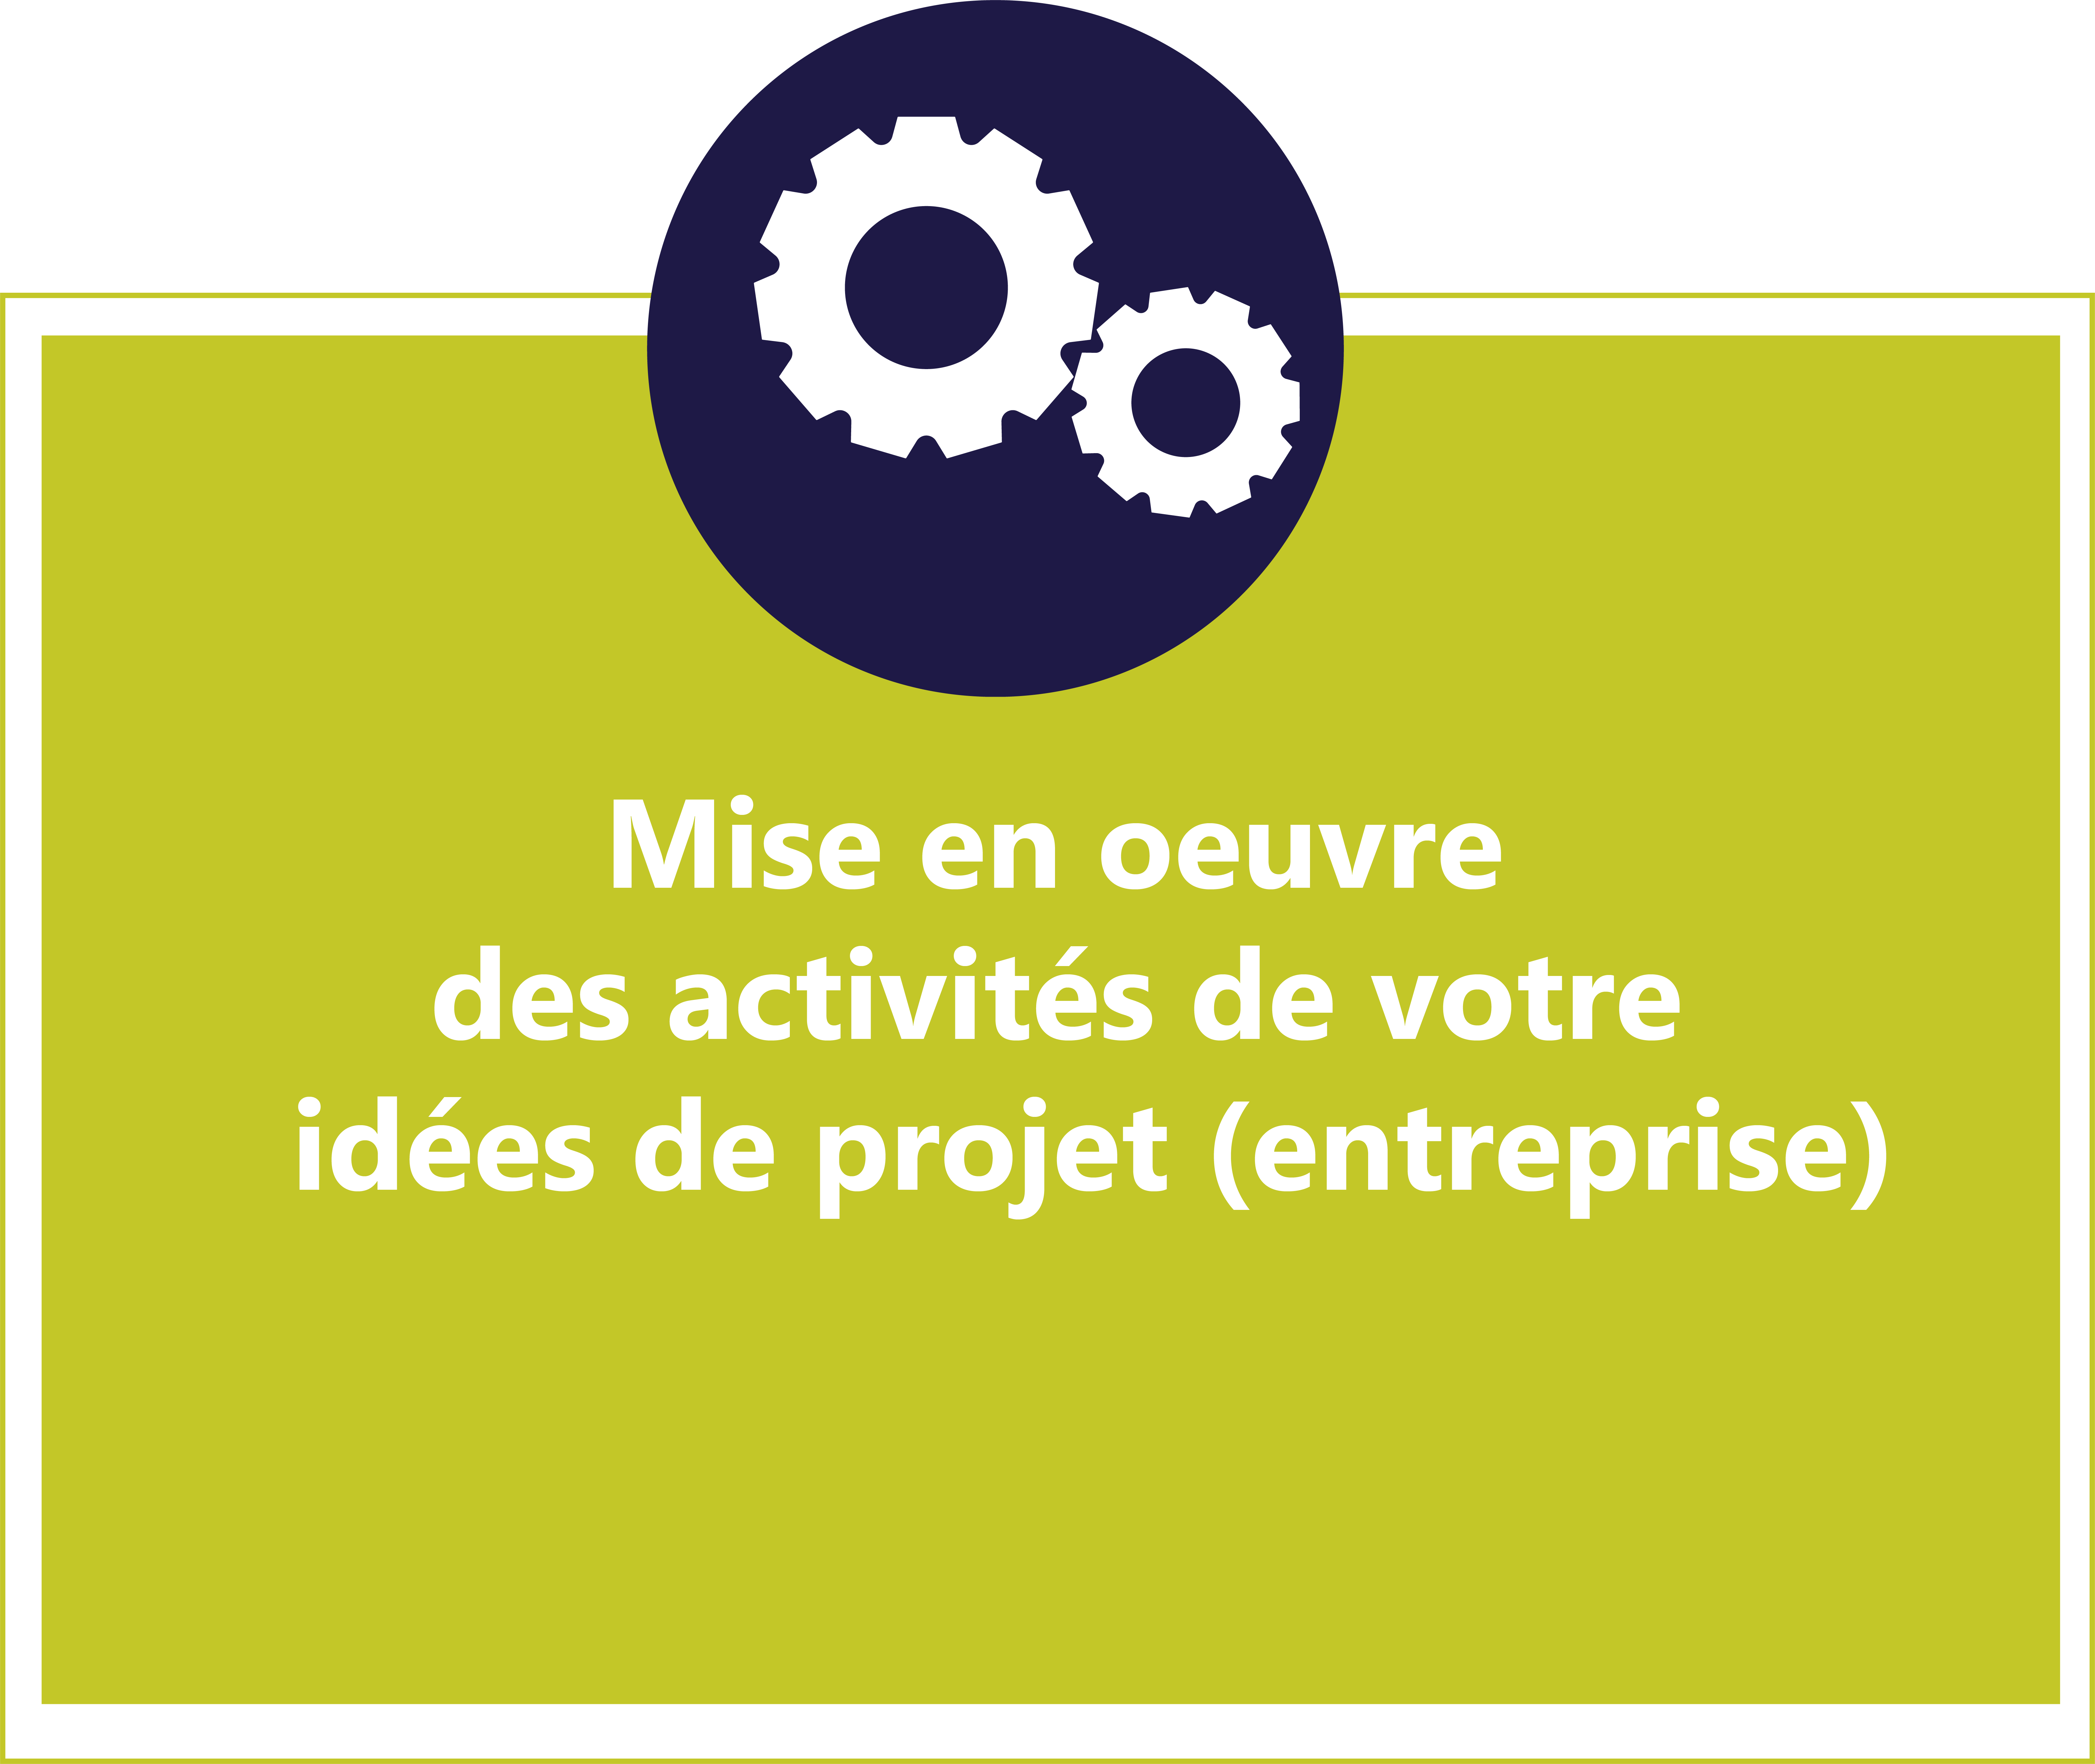 Mise en oeuvre
des activités de votre
idées de projet (entreprise)